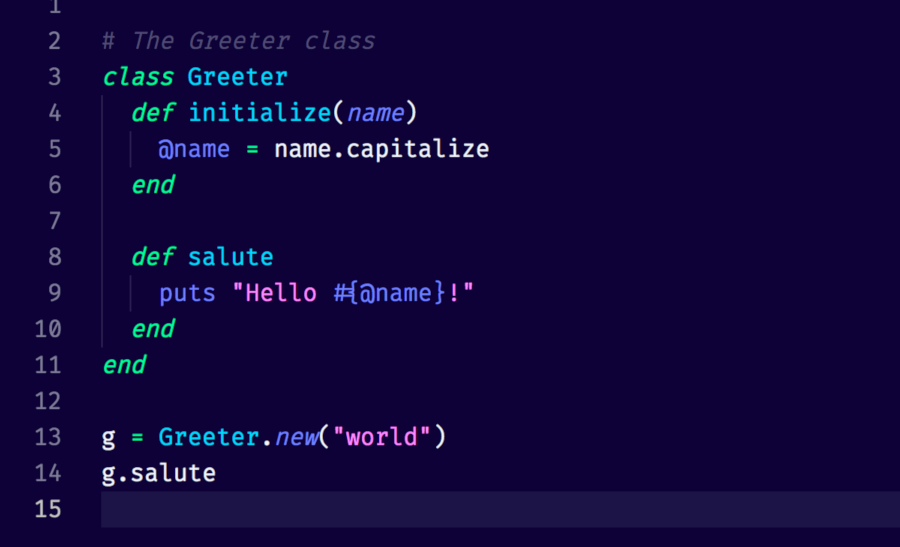 1
2 # The Greeter class
3 class Greeter
4   def initialize(name)
5     @name = name.capitalize
6   end
7
8   def salute
9     puts "Hello #{@name}!"
10   end
11 end
12
13 g = Greeter.new("world")
14 g.salute
15